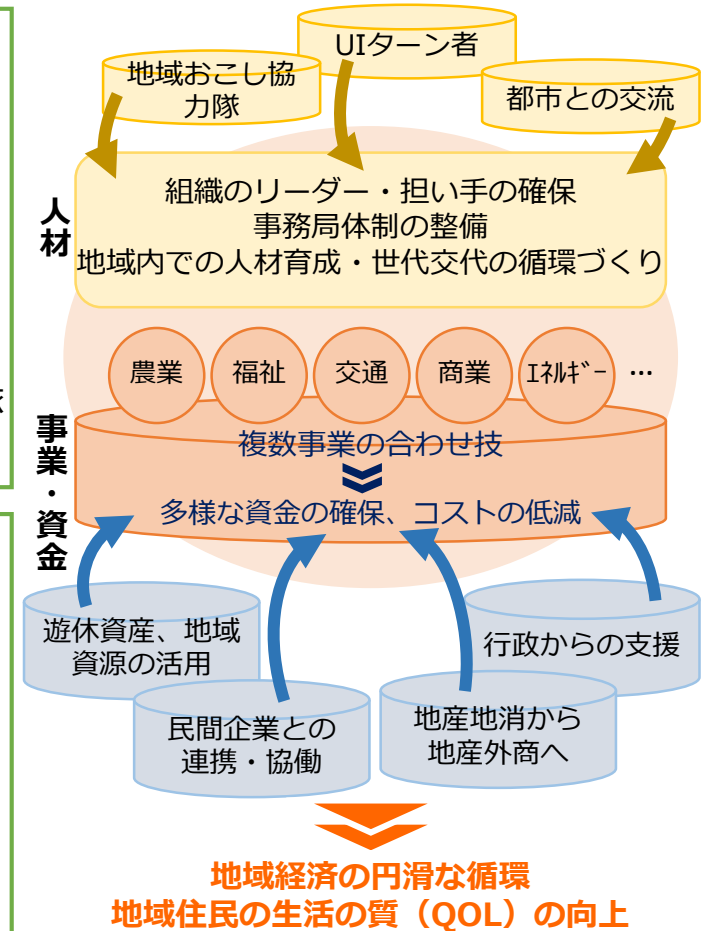 UIターン者
地域おこし協
力隊
都市との交流
人材
組織のリーダー・担い手の確保
事務局体制の整備
地域内での人材育成・世代交代の循環づくり
農業
福祉
交通
商業
ｴﾈﾙｷﾞｰ
…
事業・資金
複数事業の合わせ技
多様な資金の確保、コストの低減
遊休資産、地域
資源の活用
行政からの支援
民間企業との
連携・協働
地産地消から
地産外商へ
地域経済の円滑な循環
地域住民の生活の質（QOL）の向上